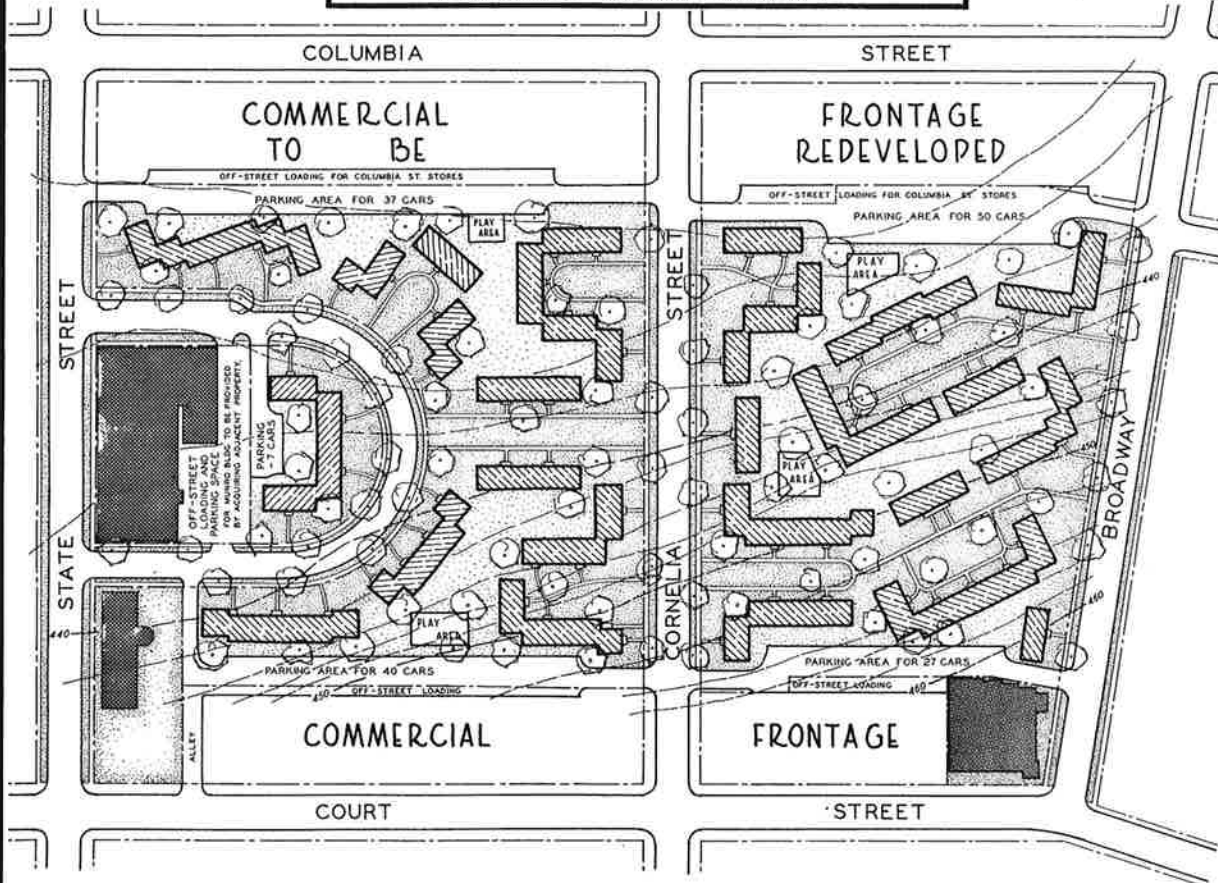 COLUMBIA STREET
COMMERCIAL
TO BE
FRONTAGE
REDEVELOPED
OFF-STREET LOADING FOR COLUMBIA ST. STORES
OFF-STREET LOADING FOR COLUMBIA ST. STORES
PARKING AREA FOR 37 CARS
PARKING AREA FOR 50 CARS
PLAY
AREA
PLAY
AREA
STREET
STREET
440
OFF-STREET
LOADING AND
PARKING SPACE
FOR MUNRO BLDG. TO BE PROVIDED
BY ACQUIRING ADJACENT PROPERTY.
PARKING
-7 CARS
PLAY
AREA
450
BROADWAY
STATE
CORNELIA
440
PLAY
AREA
460
PARKING AREA FOR 40 CARS
PARKING AREA FOR 27 CARS
450
OFF-STREET LOADING
OFF-STREET LOADING
460
ALLEY
COMMERCIAL
FRONTAGE
COURT STREET